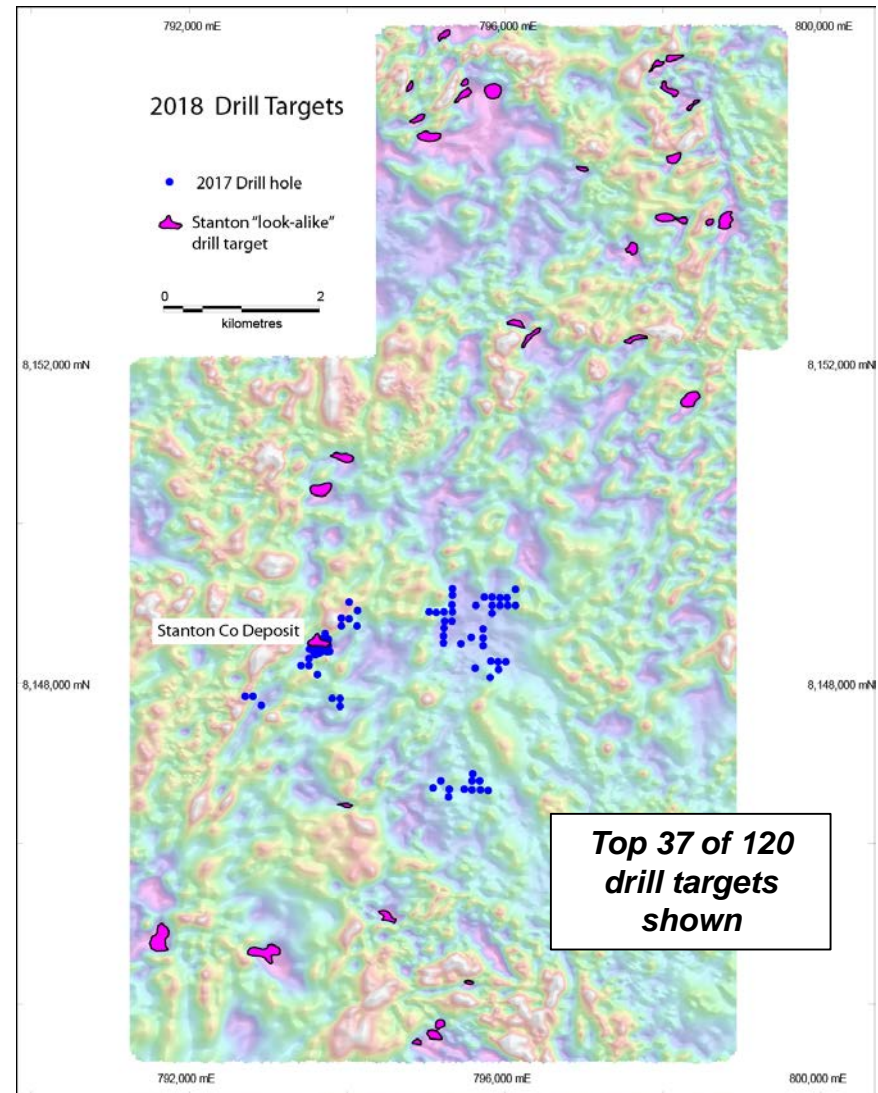 792,000 mE
796,000 mE
800,000 mE
2018 Drill Targets
2017 Drill hole
Stanton "look-alike"
drill target
0
2
kilometres
8,152,000 mN
8,152,000 mN
Stanton Co Deposit
8,148,000 mN
8,148,000 mN
Top 37 of 120
drill targets
shown
792,000 mE
796,000 mE
800,000 mE